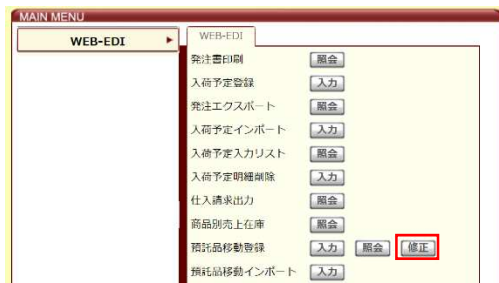 MAIN MENU
WEB-EDI
WEB-EDI
発注書印刷 照会
入荷予定登録 入力
発注エクスポート 照会
入荷予定インポート 入力
入荷予定入力リスト 照会
入荷予定明細削除 入力
仕入請求出力 照会
商品別売上在庫 照会
預託品移動登録 入力 照会 修正
預託品移動インポート 入力